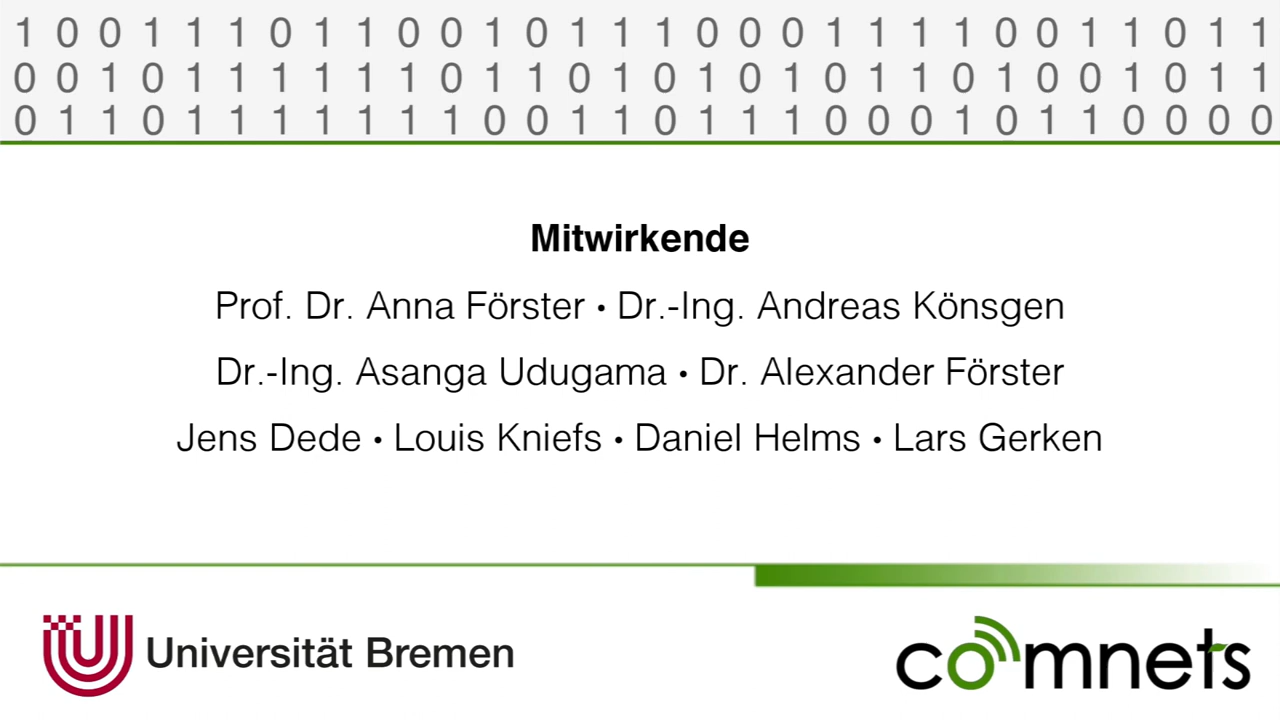 1 0 0 1 1 1 0 1 1 0 0 1 0 1 1 1 0 0 0 1 1 1 1 0 0 1 1 0 1 1
0 0 1 0 1 1 1 1 1 1 0 1 1 0 1 0 1 0 1 0 1 1 0 1 0 0 1 0 1 1
0 1 1 0 1 1 1 1 1 1 1 0 0 1 1 0 1 1 1 0 0 0 1 0 1 1 0 0 0 0
Mitwirkende
Prof. Dr. Anna Förster • Dr.-Ing. Andreas Könsgen
Dr.-Ing. Asanga Udugama • Dr. Alexander Förster
Jens Dede • Louis Kniefs • Daniel Helms • Lars Gerken
Universität Bremen
comnets